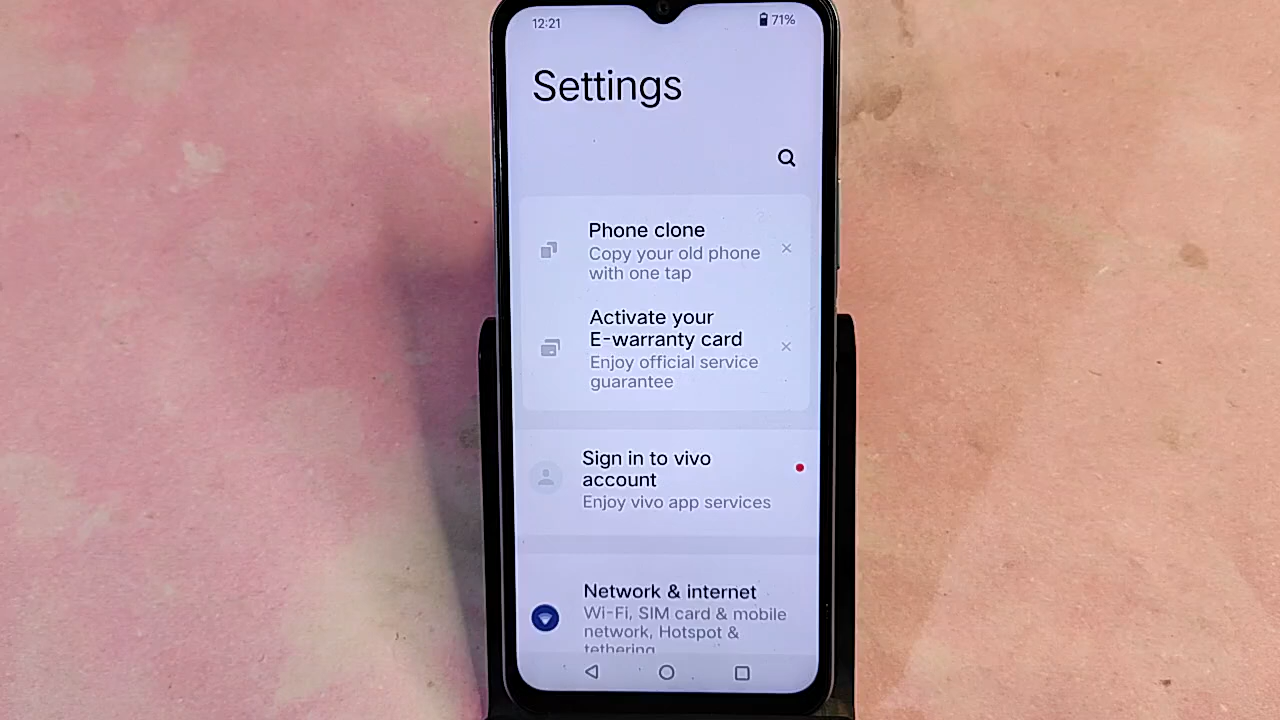 12:21
71%
Settings
Phone clone
Copy your old phone
with one tap
Activate your
E-warranty card
Enjoy official service
guarantee
Sign in to vivo
account
Enjoy vivo app services
Network & internet
Wi-Fi, SIM card & mobile
network, Hotspot &
tethering